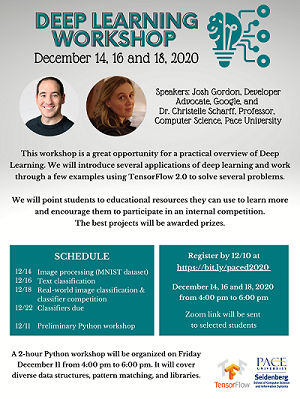 DEEP LEARNING
WORKSHOP
December 14, 16 and 18, 2020
Speakers: Josh Gordon, Developer
Advocate, Google, and
Dr. Christelle Scharff, Professor,
Computer Science, Pace University
This workshop is a great opportunity for a practical overview of Deep
Learning. We will introduce several applications of deep learning and work
through a few examples using TensorFlow 2.0 to solve several problems.
We will point students to educational resources they can use to learn more
and encourage them to participate in an internal competition.
The best projects will be awarded prizes.
SCHEDULE
12/14 Image processing (MNIST dataset)
12/16 Text classification
12/18 Real-world image classification &
classifier competition
12/22 Classifiers due
12/11 Preliminary Python workshop
Register by 12/10 at
https://bit.ly/paced2020
December 14, 16 and 18, 2020
from 4:00 pm to 6:00 pm
Zoom link will be sent
to selected students
A 2-hour Python workshop will be organized on Friday
December 11 from 4:00 pm to 6:00 pm. It will cover
diverse data structures, pattern matching, and libraries.
TensorFlow
PACE
UNIVERSITY
Seidenberg
School of Computer Science
and Information Systems